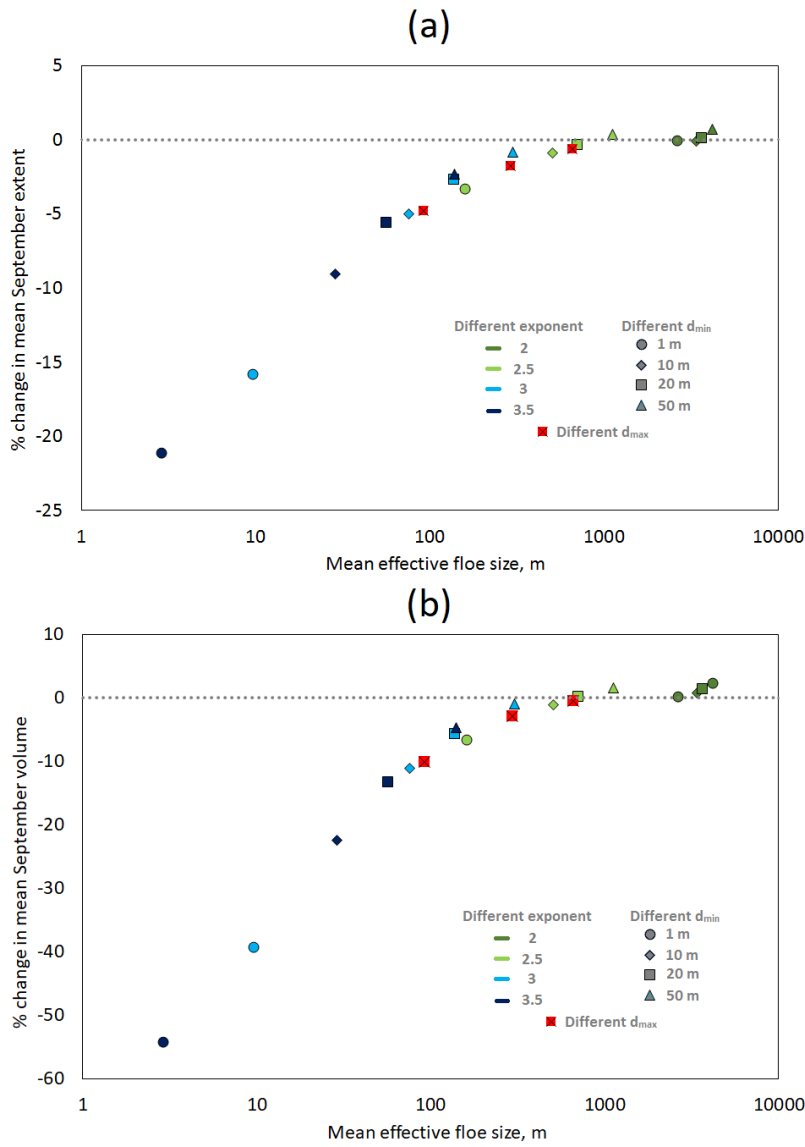 (a)
5
0
-5
-10
-15
-20
-25
% change in mean September extent
Different exponent
2
2.5
3
3.5
Different dmin
1 m
10 m
20 m
50 m
Different dmax
1 10 100 1000 10000
Mean effective floe size, m
(b)
10
0
-10
-20
-30
-40
-50
-60
% change in mean September volume
Different exponent
2
2.5
3
3.5
Different dmin
1 m
10 m
20 m
50 m
Different dmax
1 10 100 1000 10000
Mean effective floe size, m